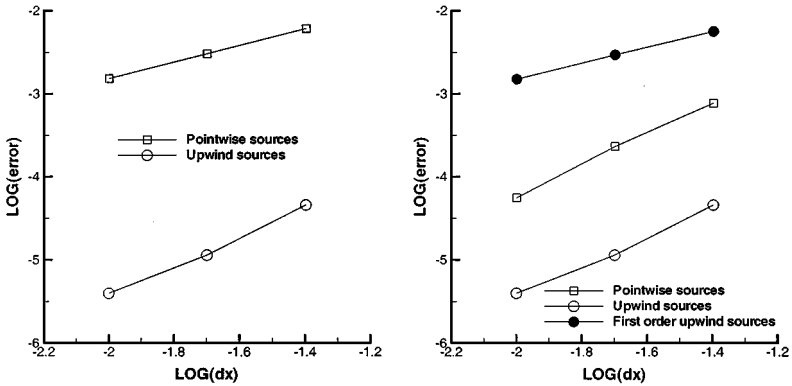 -2
-3
-4
-5
-6
LOG(error)
Pointwise sources
Upwind sources
-2.2 -2 -1.8 -1.6 -1.4 -1.2
LOG(dx)
-2
-3
-4
-5
-6
LOG(error)
Pointwise sources
Upwind sources
First order upwind sources
-2.2 -2 -1.8 -1.6 -1.4 -1.2
LOG(dx)